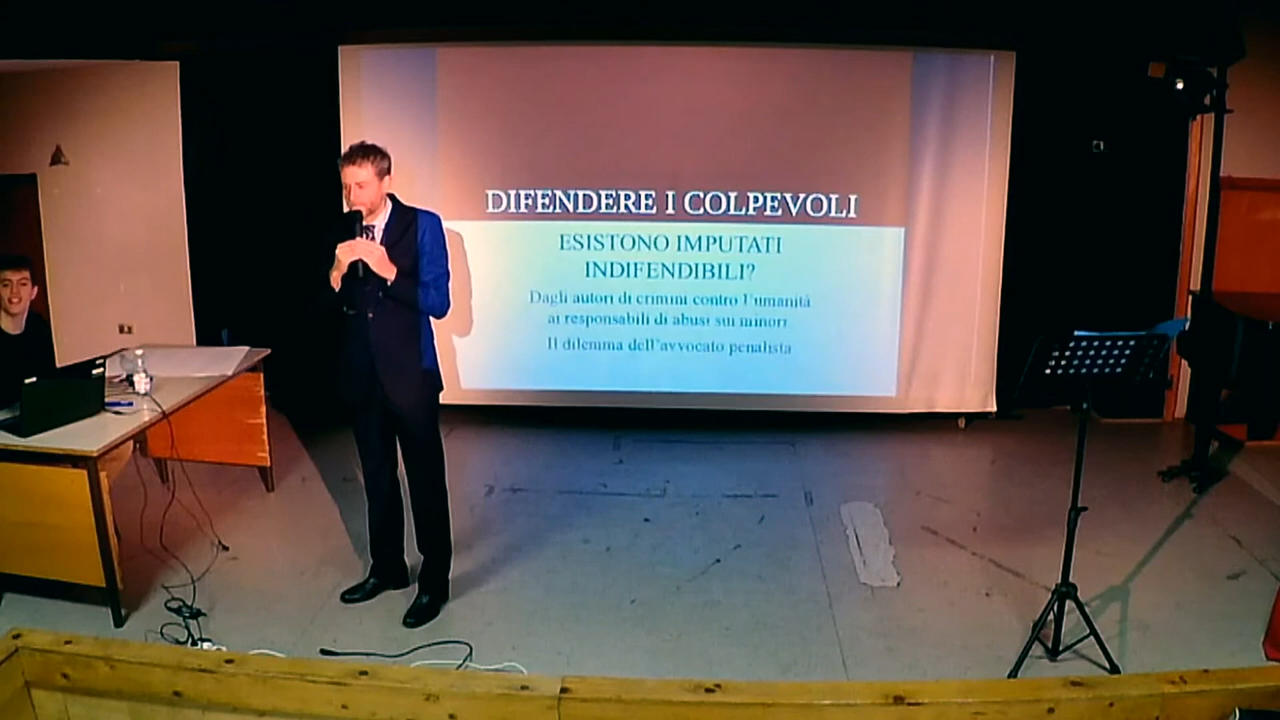 DIFENDERE I COLPEVOLI
ESISTONO IMPUTATI
INDIFENDIBILI?
Dagli autori di crimini contro l'umanità
ai responsabili di abusi sui minori
Il dilemma dell'avvocato penalista